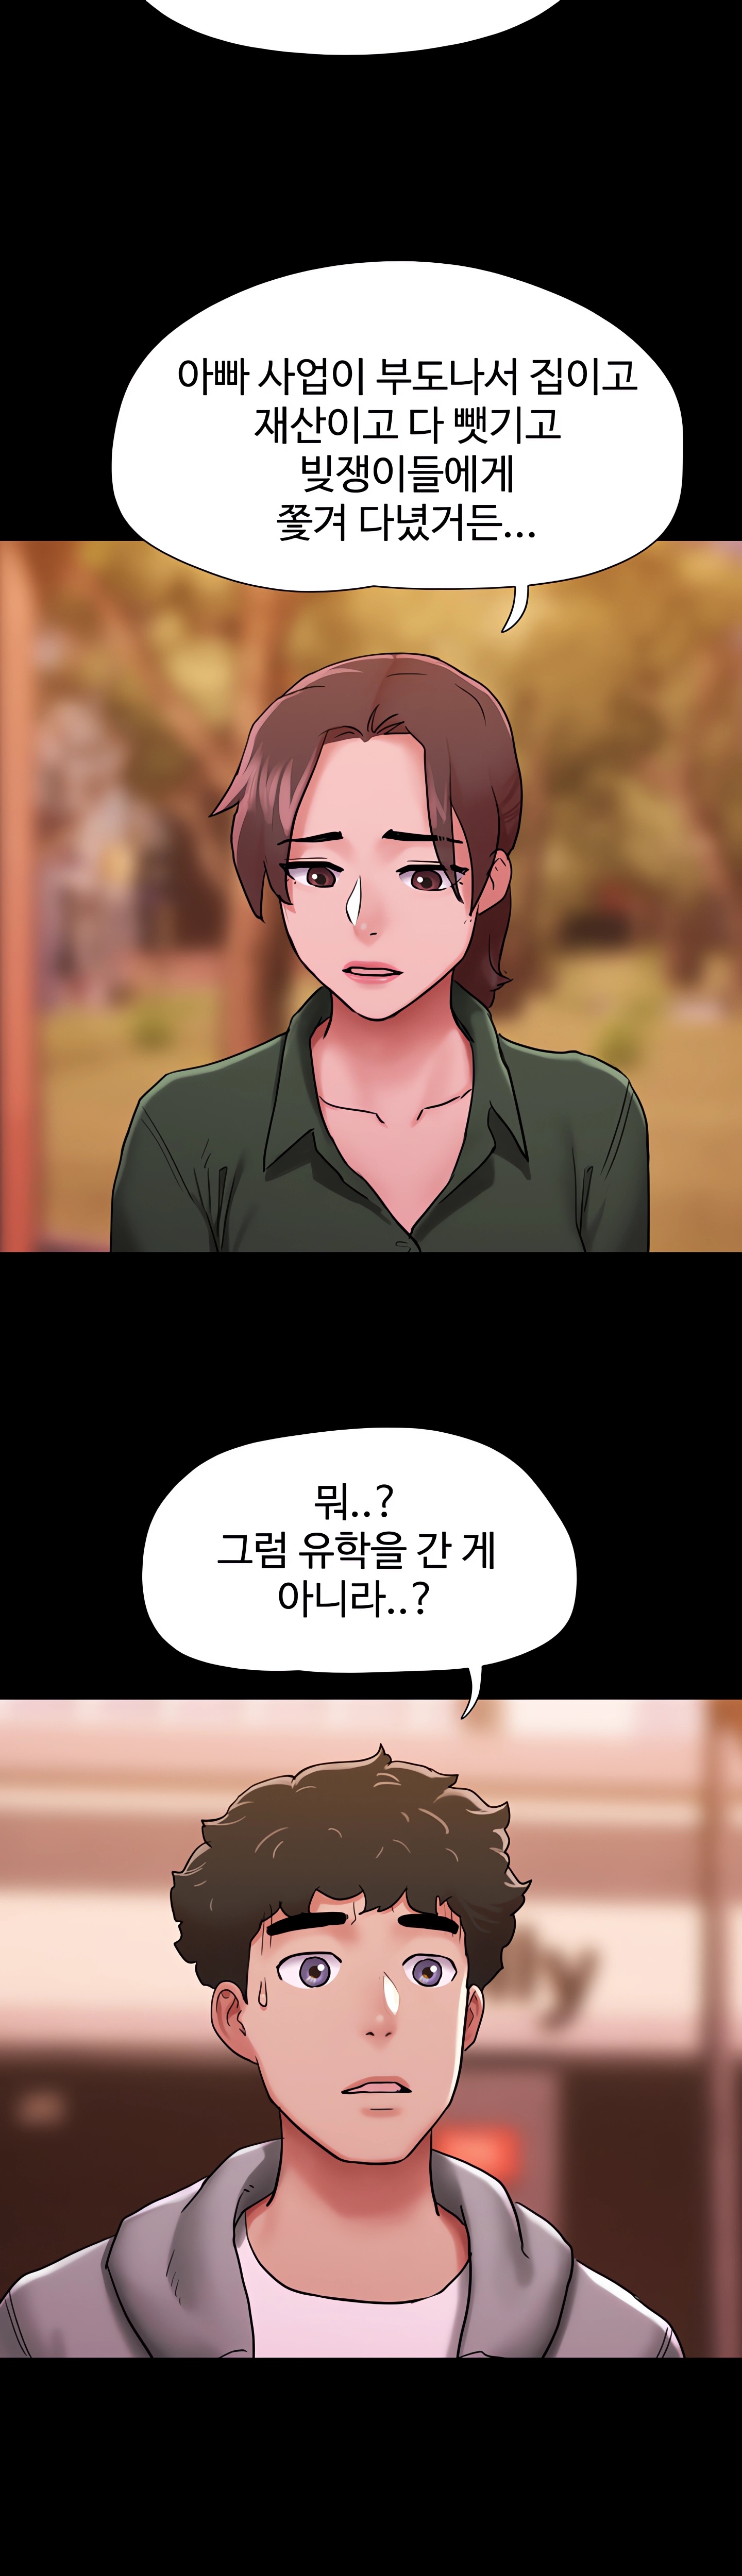 아빠 사업이 부도나서 집이고
재산이고 다 뺏기고
빚쟁이들에게
쫓겨 다녔거든...
뭐..?
그럼 유학을 간 게
아니라..?
lly